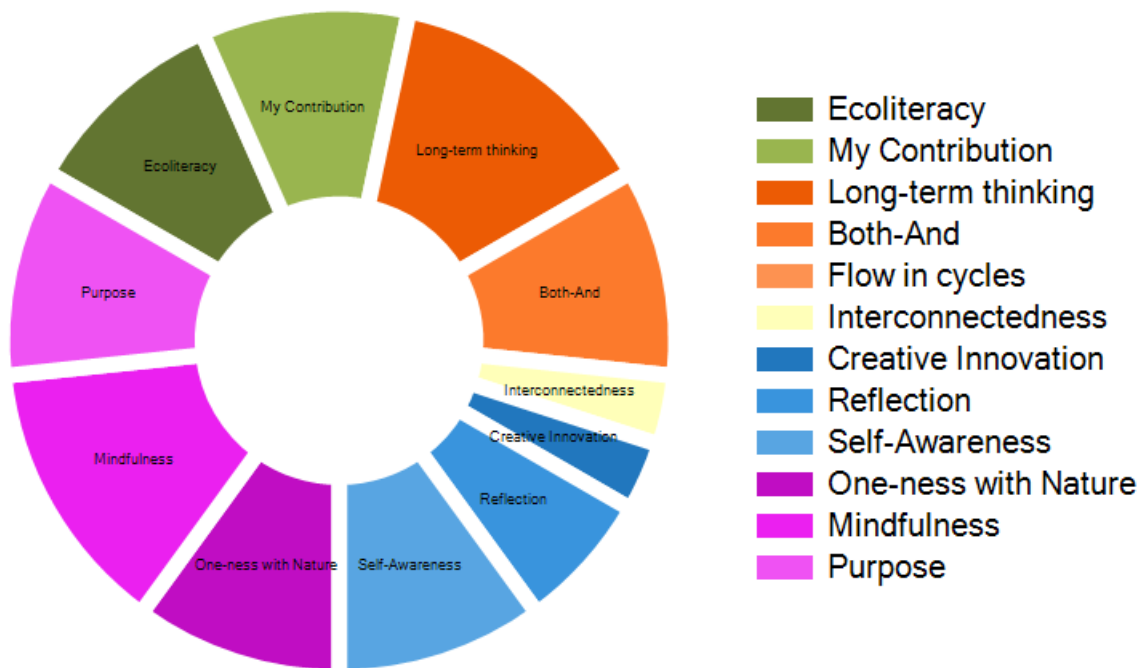 My Contribution
Long-term thinking
Ecoliteracy
Both-And
Purpose
Interconnectedness
Creative Innovation
Mindfulness
Reflection
One-ness with Nature
Self-Awareness
Ecoliteracy
My Contribution
Long-term thinking
Both-And
Flow in cycles
Interconnectedness
Creative Innovation
Reflection
Self-Awareness
One-ness with Nature
Mindfulness
Purpose